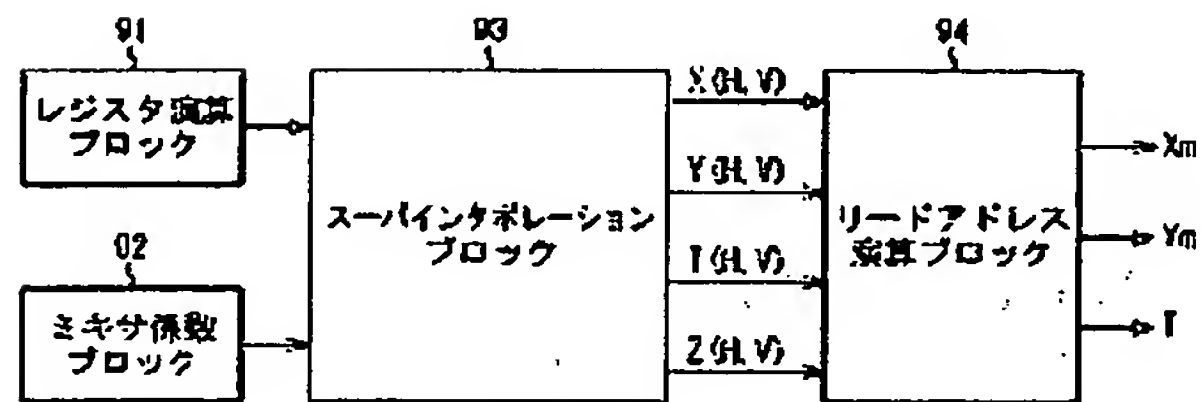 91
レジスタ演算
ブロック
92
ミキサ係数
ブロック
93
スーパインタポレーション
ブロック
X(H, V)
Y(H, V)
T(H, V)
Z(H, V)
94
リードアドレス
演算ブロック
Xm
Ym
T